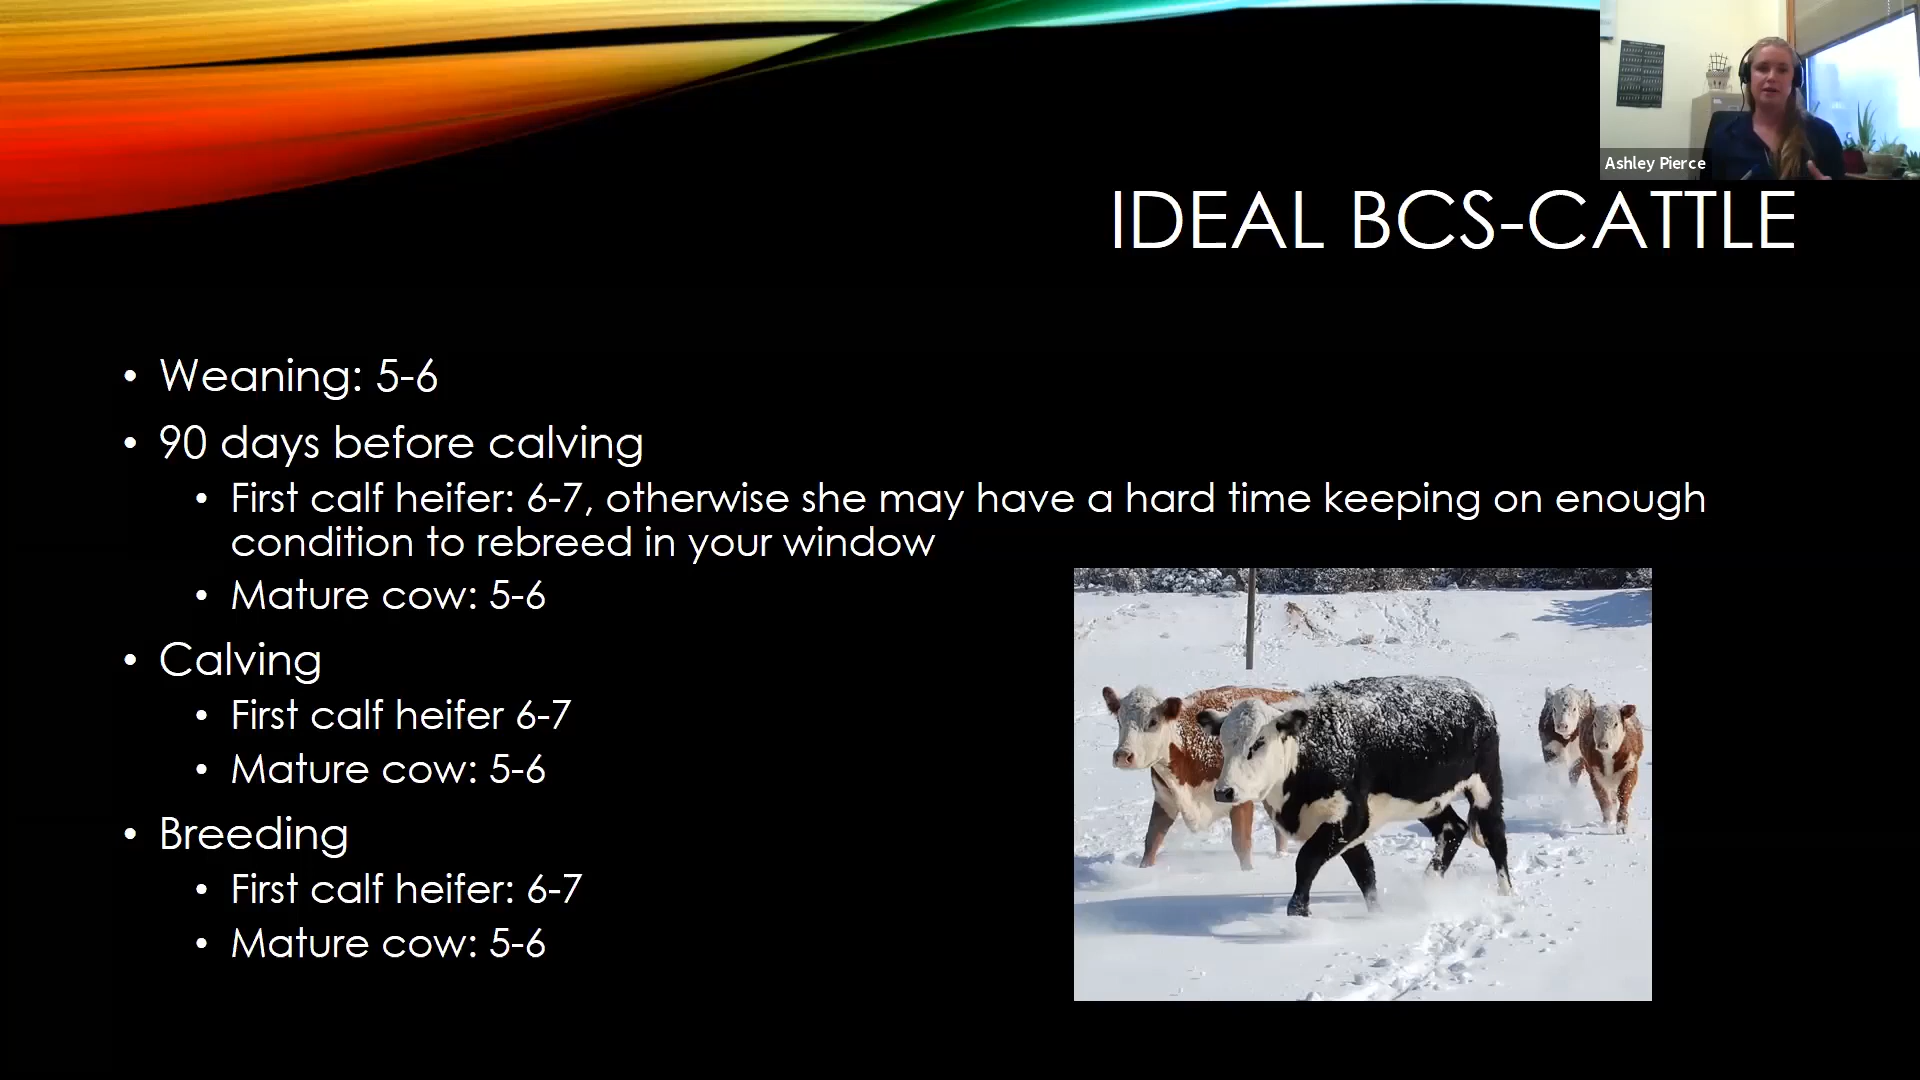 Ashley Pierce
IDEAL BCS-CATTLE
• Weaning: 5-6
• 90 days before calving
• First calf heifer: 6-7, otherwise she may have a hard time keeping on enough
condition to rebreed in your window
• Mature cow: 5-6
• Calving
• First calf heifer 6-7
• Mature cow: 5-6
• Breeding
• First calf heifer: 6-7
• Mature cow: 5-6